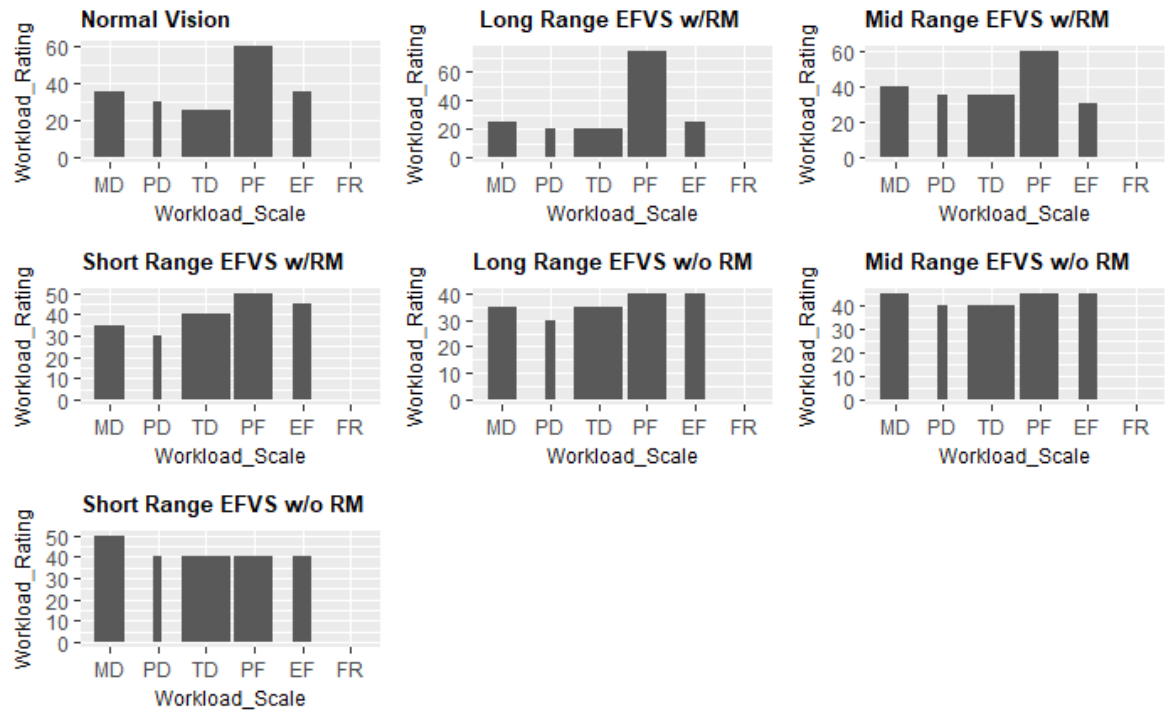 Normal Vision
Workload_Rating
60
40
20
0
MD PD TD PF EF FR
Workload_Scale
Long Range EFVS w/RM
Workload_Rating
60
40
20
0
MD PD TD PF EF FR
Workload_Scale
Mid Range EFVS w/RM
Workload_Rating
60
40
20
0
MD PD TD PF EF FR
Workload_Scale
Short Range EFVS w/RM
Workload_Rating
50
40
30
20
10
0
MD PD TD PF EF FR
Workload_Scale
Long Range EFVS w/o RM
Workload_Rating
40
30
20
10
0
MD PD TD PF EF FR
Workload_Scale
Mid Range EFVS w/o RM
Workload_Rating
40
30
20
10
0
MD PD TD PF EF FR
Workload_Scale
Short Range EFVS w/o RM
Workload_Rating
50
40
30
20
10
0
MD PD TD PF EF FR
Workload_Scale